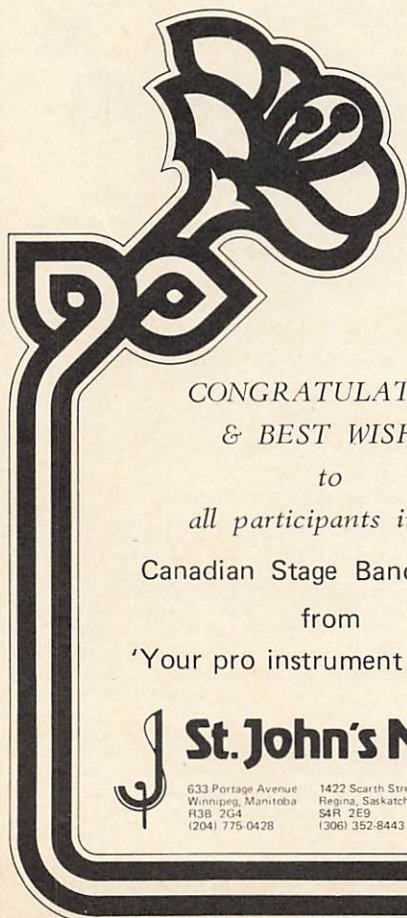 CONGRATULAT
& BEST WISH
to
all participants i
Canadian Stage Band
from
'Your pro instrument
St. John's M
633 Portage Avenue
Winnipeg, Manitoba
R3B 2G4
(204) 775-0428
1422 Scarth Stre
Regina, Saskatch
S4R 2E9
(306) 352-8443